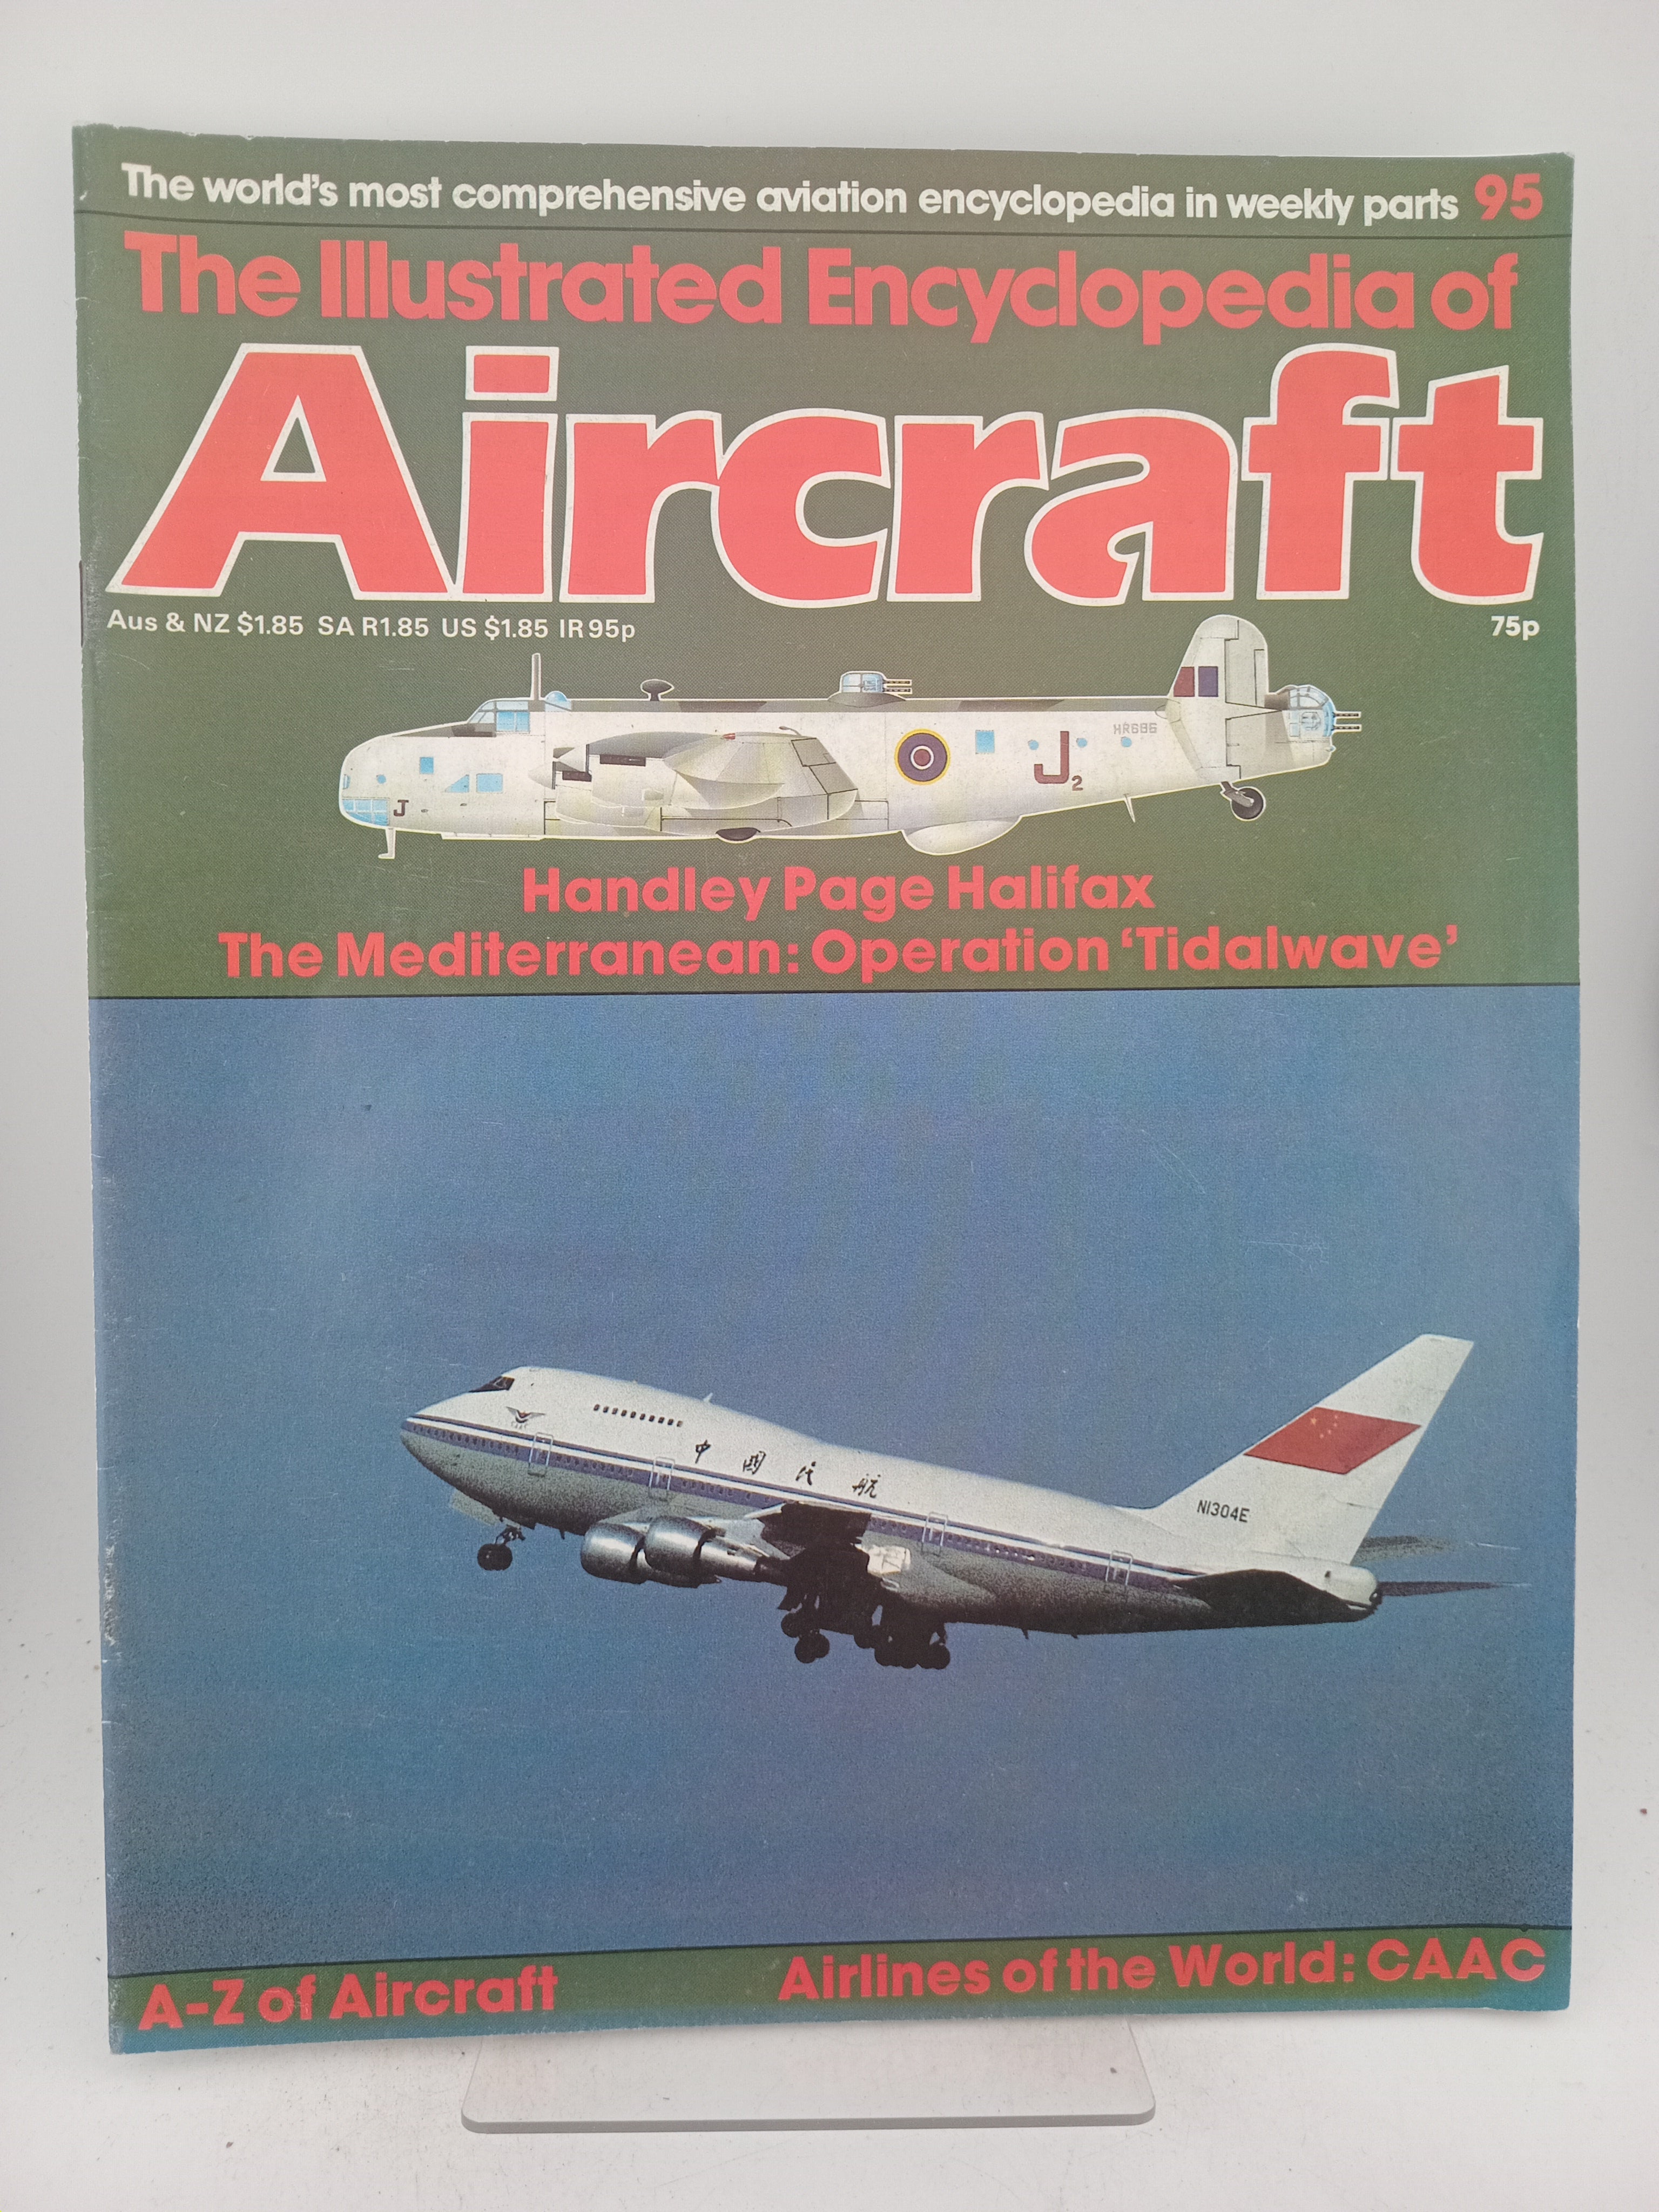 The world's most comprehensive aviation encyclopedia in weekly parts 95
The Illustrated Encyclopedia of
Aircraft
Aus & NZ $1.85 SA R1.85 US $1.85 IR 95p
75p
HR686
J2
J
Handley Page Halifax
The Mediterranean: Operation ‘Tidalwave’
中國民航
N1304E
A-Z of Aircraft
Airlines of the World: CAAC